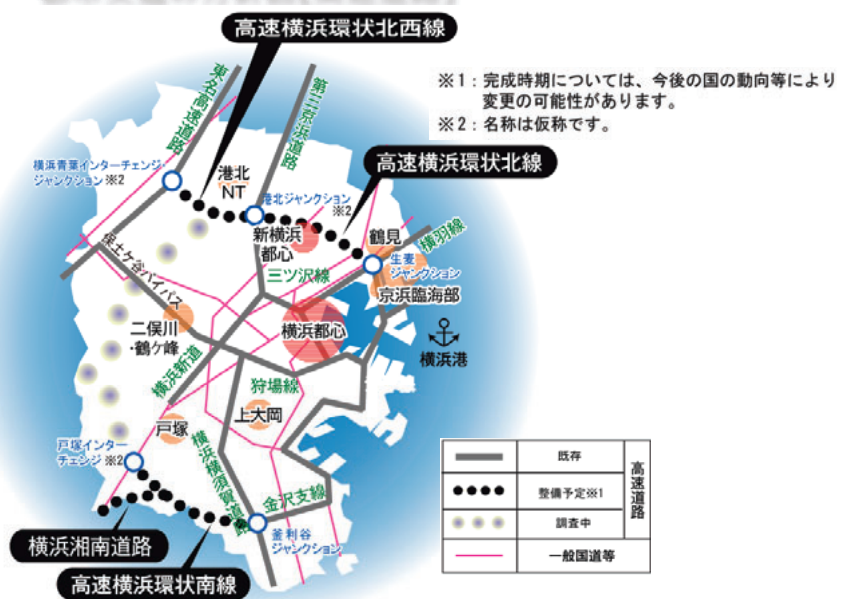 高速横浜環状北西線
※1：完成時期については、今後の国の動向等により
変更の可能性があります。
※2：名称は仮称です。
東名高速道路
第三京浜道路
高速横浜環状北線
横浜青葉インターチェンジ・
ジャンクション※2
港北
NT
港北ジャンクション
※2
新横浜
都心
鶴見
横羽線
生麦
ジャンクション
保土ケ谷バイパス
三ツ沢線
京浜臨海部
二俣川
・鶴ケ峰
横浜都心
横浜港
横浜新道
狩場線
上大岡
戸塚
戸塚インター
チェンジ※2
横浜横須賀道路
金沢支線
釜利谷
ジャンクション
横浜湘南道路
高速横浜環状南線
既存
整備予定※1
調査中
高速道路
一般国道等